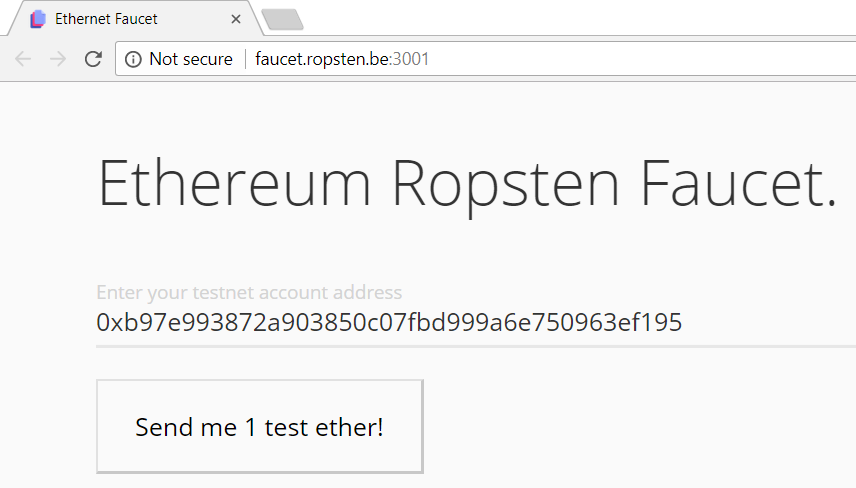 Ethernet Faucet
Not secure faucet.ropsten.be:3001
Ethereum Ropsten Faucet.
Enter your testnet account address
0xb97e993872a903850c07fbd999a6e750963ef195
Send me 1 test ether!